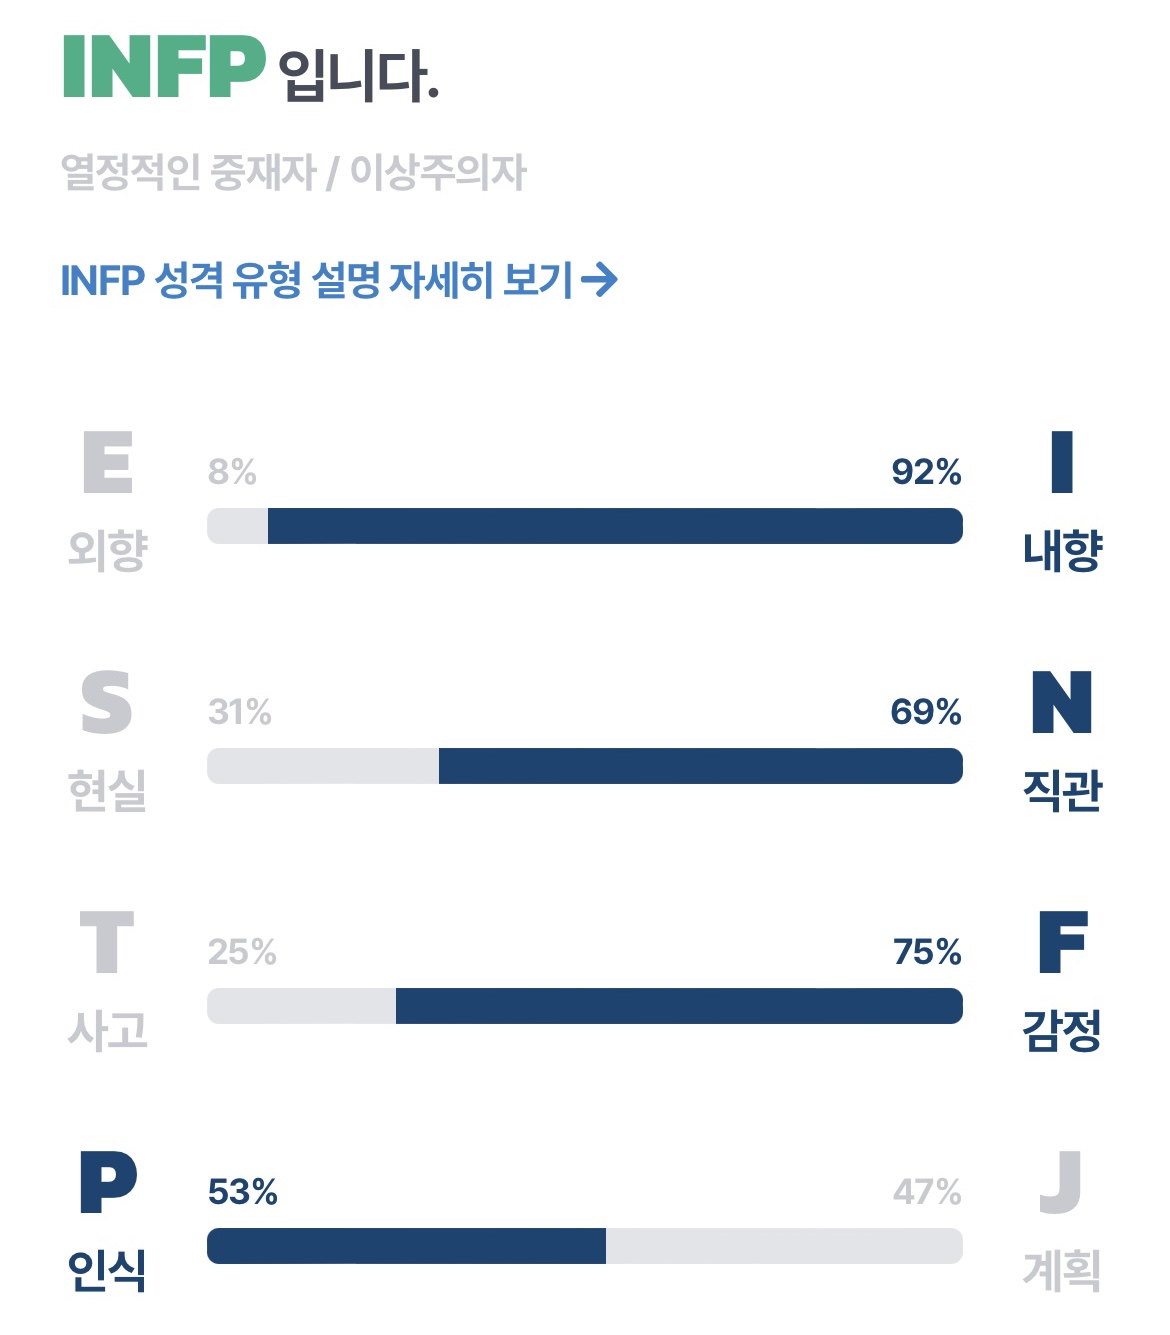 INFP 입니다.
열정적인 중재자 / 이상주의자
INFP 성격 유형 설명 자세히 보기→
E 8% 92% I
외향 내향
S 31% 69% N
현실 직관
T 25% 75% F
사고 감정
P 53% 47% J
인식 계획